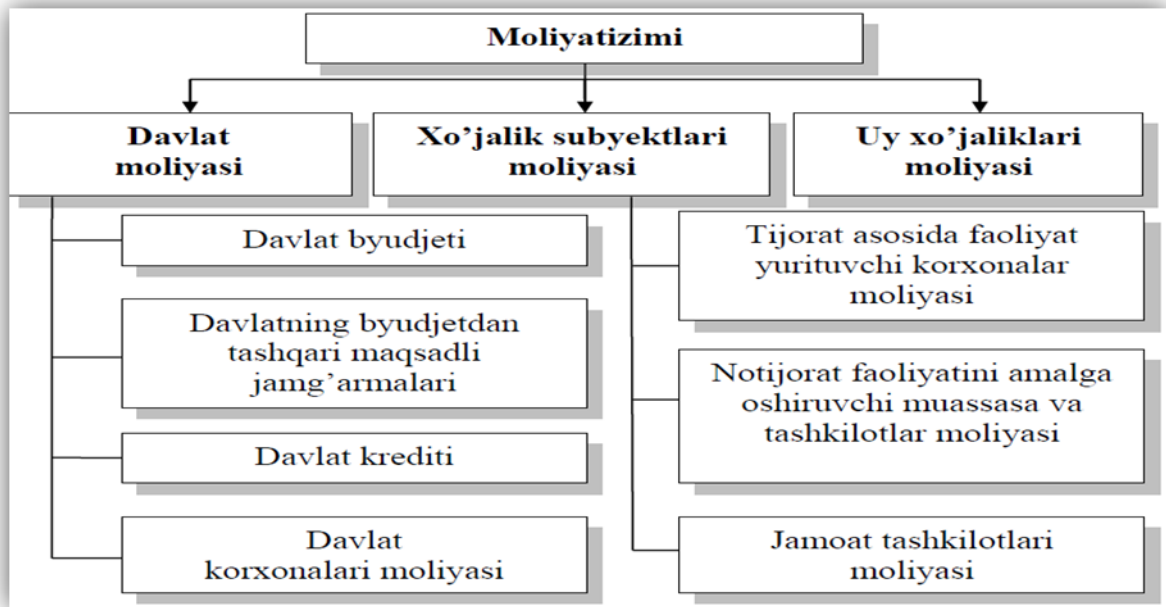 Moliyatizimi
Davlat
moliyasi
Xo’jalik subyektlari
moliyasi
Uy xo’jaliklari
moliyasi
Davlat byudjeti
Davlatning byudjetdan
tashqari maqsadli
jamg’armalari
Davlat krediti
Davlat
korxonalari moliyasi
Tijorat asosida faoliyat
yurituvchi korxonalar
moliyasi
Notijorat faoliyatini amalga
oshiruvchi muassasa va
tashkilotlar moliyasi
Jamoat tashkilotlari
moliyasi